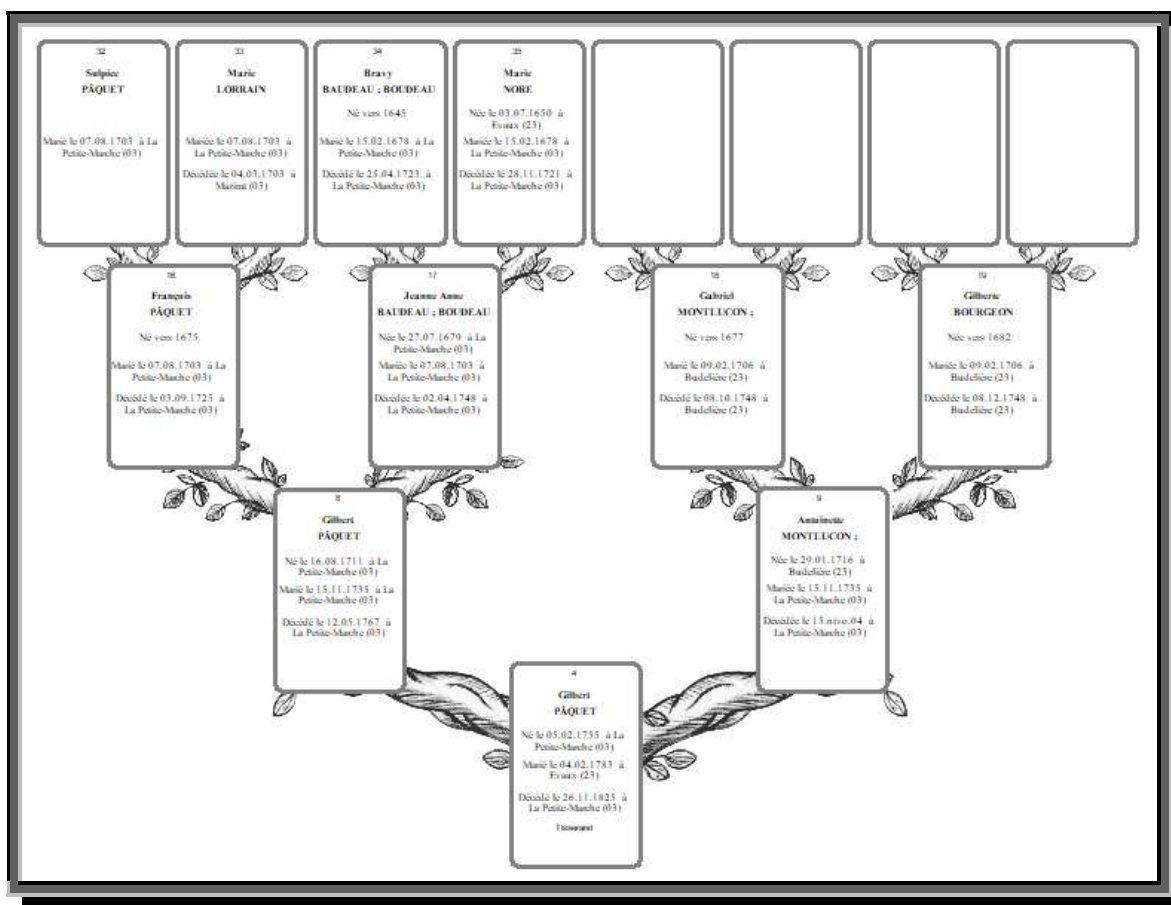 32
Sulpice
PÂQUET
Marié le 07.08.1703 à La
Petite-Marche (03)
33
Marie
LORRAIN
Mariée le 07.08.1703 à
La Petite-Marche (03)
Décédée le 04.03.1703 à
(03)
34
Bravy
BAUDEAU ; BOUDEAU
Né vers 1645
Marié le 15.02.1678 à La
Petite-Marche (03)
Décédé le 25.04.1723 à
La Petite-Marche (03)
35
Marie
NORE
Née le 03.07.1650 à
Evaux (23)
Mariée le 15.02.1678 à
La Petite-Marche (03)
Décédée le 28.11.1721 à
La Petite-Marche (03)
16
François
PÂQUET
Né vers 1675
Marié le 07.08.1703 à La
Petite-Marche (03)
Décédé le 03.09.1725 à
La Petite-Marche (03)
17
Jeanne Anne
BAUDEAU ; BOUDEAU
Née le 27.07.1679 à La
Petite-Marche (03)
Mariée le 07.08.1703 à
La Petite-Marche (03)
Décédée le 02.04.1748 à
La Petite-Marche (03)
18
Gabriel
MONTLUCON ;
Né vers 1677
Marié le 09.02.1706 à
Budelière (23)
Décédé le 08.10.1748 à
Budelière (23)
19
Gilberte
BOURGEON
Née vers 1682
Mariée le 09.02.1706 à
Budelière (23)
Décédée le 08.12.1748 à
Budelière (23)
8
Gilbert
PÂQUET
Né le 16.08.1711 à La
Petite-Marche (03)
Marié le 15.11.1735 à La
Petite-Marche (03)
Décédé le 12.05.1767 à
La Petite-Marche (03)
9
Antoinette
MONTLUCON ;
Née le 29.01.1716 à
Budelière (23)
Mariée le 15.11.1735 à
La Petite-Marche (03)
Décédée le 15.nivo.04 à
La Petite-Marche (03)
4
Gilbert
PÂQUET
Né le 05.02.1755 à La
Petite-Marche (03)
Marié le 04.02.1783 à
Evaux (23)
Décédé le 26.11.1825 à
La Petite-Marche (03)
Tisserand